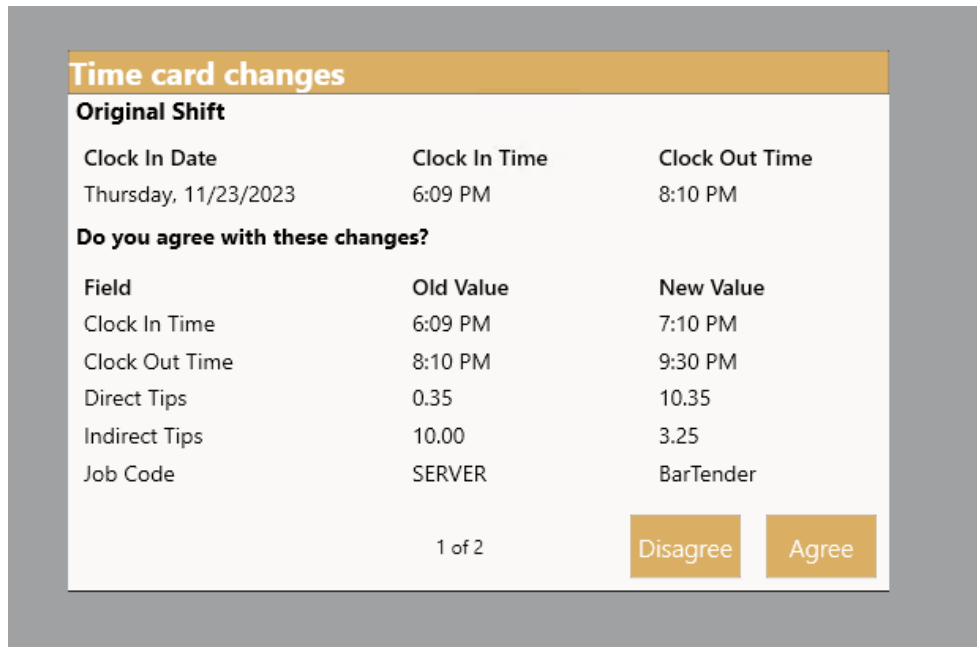 Time card changes
Original Shift
Clock In Date Clock In Time Clock Out Time
Thursday, 11/23/2023 6:09 PM 8:10 PM
Do you agree with these changes?
Field Old Value New Value
Clock In Time 6:09 PM 7:10 PM
Clock Out Time 8:10 PM 9:30 PM
Direct Tips 0.35 10.35
Indirect Tips 10.00 3.25
Job Code SERVER BarTender
1 of 2 Disagree Agree